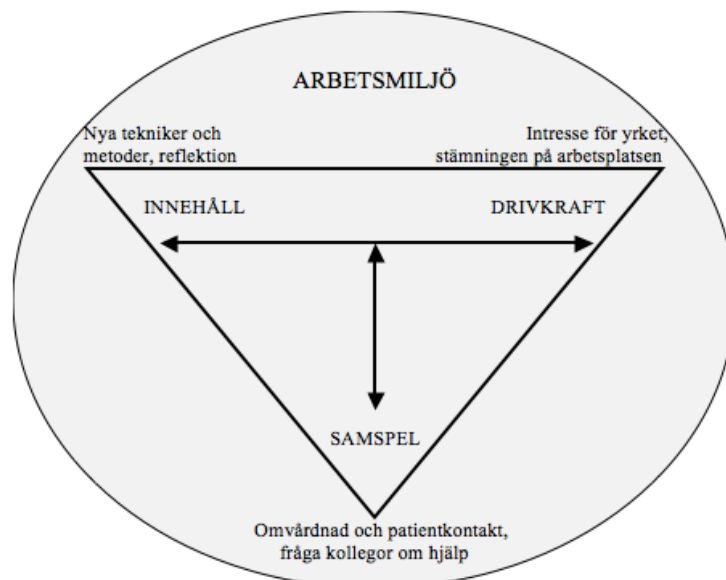 ARBETSMILJÖ
Nya tekniker och
metoder, reflektion
Intresse för yrket,
stämningen på arbetsplatsen
INNEHÅLL
DRIVKRAFT
SAMSPEL
Omvårdnad och patientkontakt,
fråga kollegor om hjälp